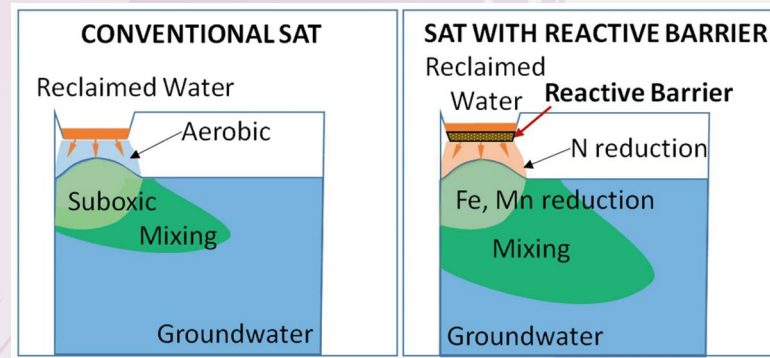 CONVENTIONAL SAT
Reclaimed Water
Aerobic
Suboxic
Mixing
Groundwater
SAT WITH REACTIVE BARRIER
Reclaimed
Water
Reactive Barrier
N reduction
Fe, Mn reduction
Mixing
Groundwater